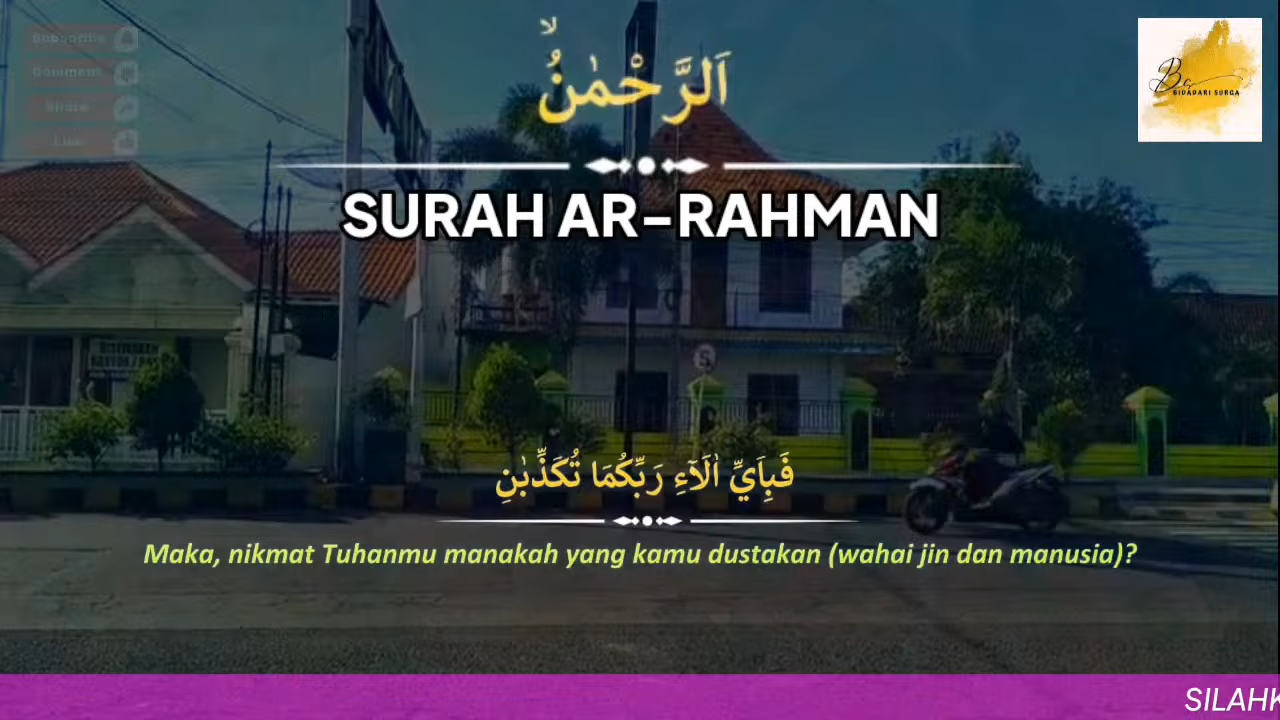 Subscribe
Comment
Share
Like
اَلرَّحْمٰنُۙ
Bs
BIDADARI SURGA
SURAH AR-RAHMAN
فَبِاَيِّ اٰلَاۤءِ رَبِّكُمَا تُكَذِّبٰنِ
Maka, nikmat Tuhanmu manakah yang kamu dustakan (wahai jin dan manusia)?
SILAHK